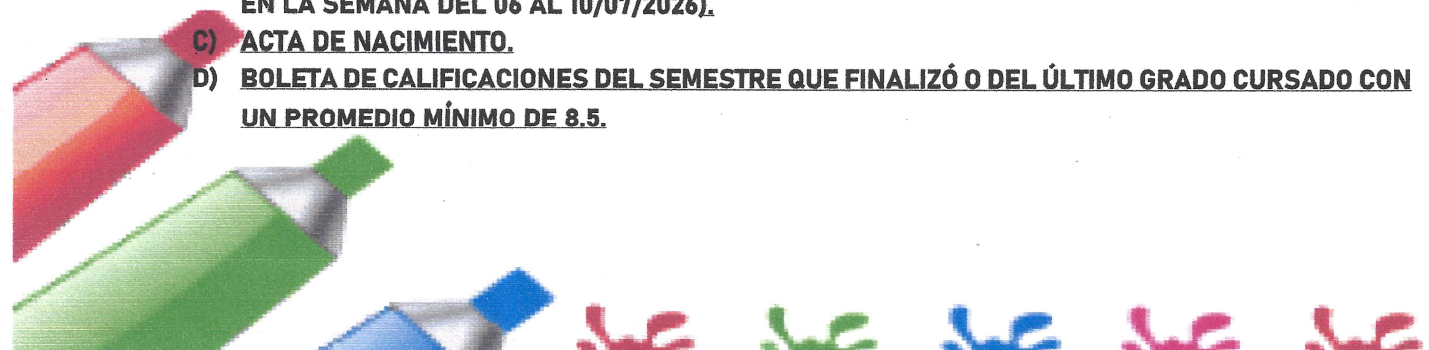 EN LA SEMANA DEL 06 AL 10/07/2026).
C) ACTA DE NACIMIENTO.
D) BOLETA DE CALIFICACIONES DEL SEMESTRE QUE FINALIZÓ O DEL ÚLTIMO GRADO CURSADO CON
UN PROMEDIO MÍNIMO DE 8.5.